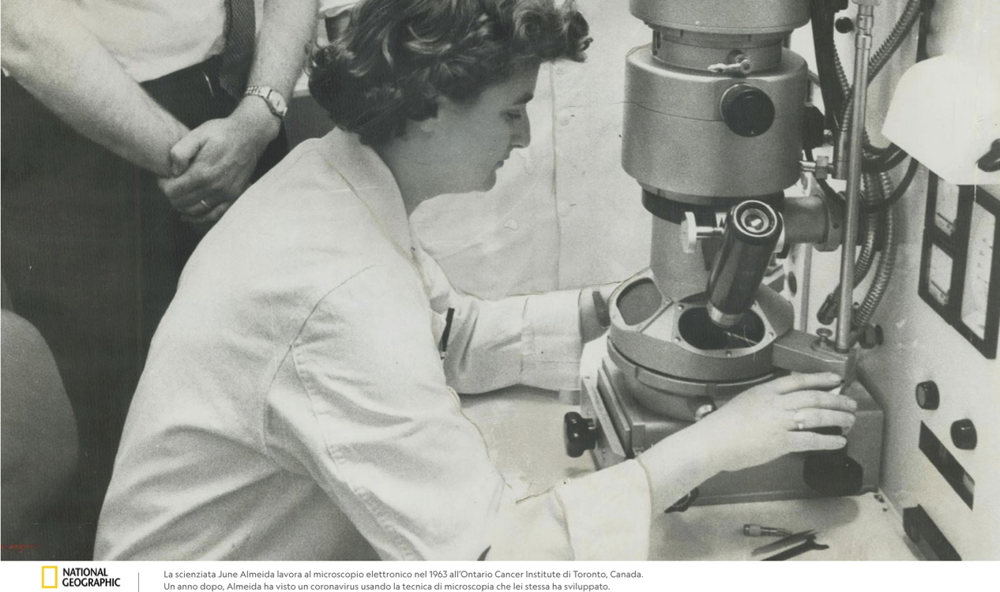 NATIONAL
GEOGRAPHIC
La scienziata June Almeida lavora al microscopio elettronico nel 1963 all'Ontario Cancer Institute di Toronto, Canada.
Un anno dopo, Almeida ha visto un coronavirus usando la tecnica di microscopia che lei stessa ha sviluppato.